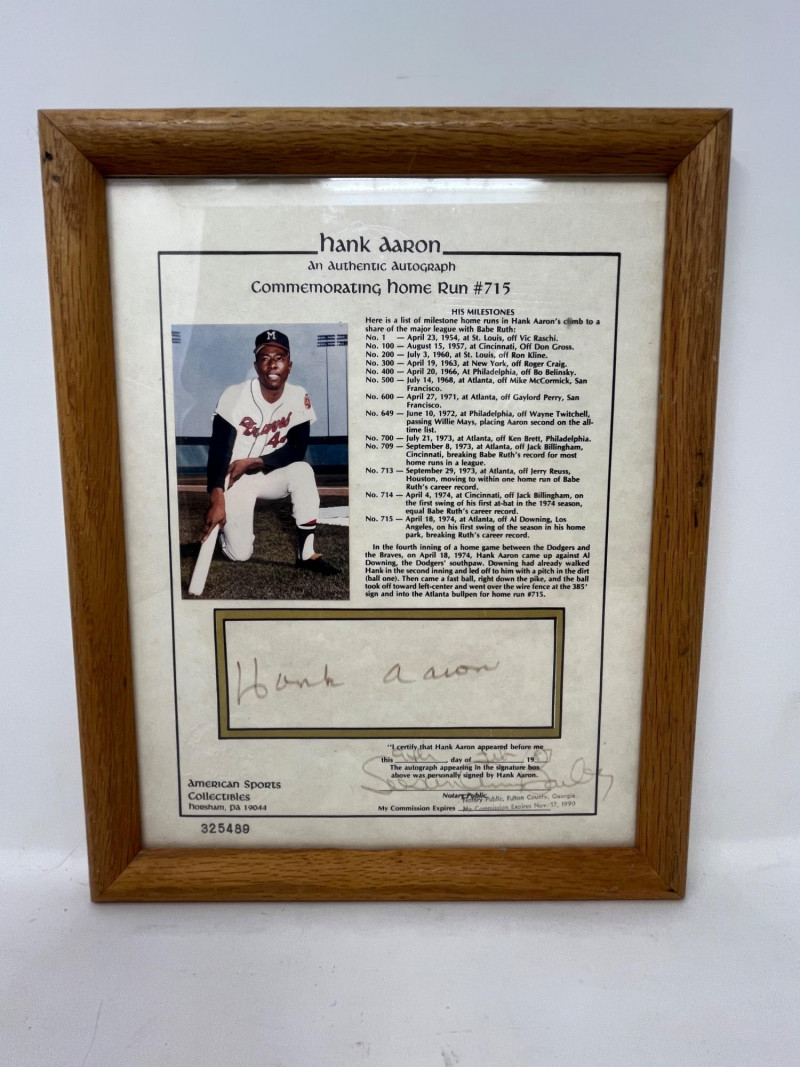 Hank Aaron
An Authentic Autograph
Commemorating Home Run #715
HIS MILESTONES
Here is a list of milestone home runs in Hank Aaron's climb to a
share of the major league with Babe Ruth:
No. 1 — April 23, 1954, at St. Louis, off Vic Raschi.
No. 100 — August 15, 1957, at Cincinnati, Off Don Gross.
No. 200 — July 3, 1960, at St. Louis, off Ron Kline.
No. 300 — April 19, 1963, at New York, off Roger Craig.
No. 400 — April 20, 1966, At Philadelphia, off Bo Belinsky.
No. 500 — July 14, 1968, at Atlanta, off Mike McCormick, San
Francisco.
No. 600 — April 27, 1971, at Atlanta, off Gaylord Perry, San
Francisco.
No. 649 — June 10, 1972, at Philadelphia, off Wayne Twitchell,
passing Willie Mays, placing Aaron second on the all-
time list.
No. 700 — July 21, 1973, at Atlanta, off Ken Brett, Philadelphia.
No. 709 — September 8, 1973, at Atlanta, off Jack Billingham,
Cincinnati, breaking Babe Ruth's record for most
home runs in a league.
No. 713 — September 29, 1973, at Atlanta, off Jerry Reuss,
Houston, moving to within one home run of Babe
Ruth's career record.
No. 714 — April 4, 1974, at Cincinnati, off Jack Billingham, on
the first swing of his first at-bat in the 1974 season,
equal Babe Ruth's career record.
No. 715 — April 18, 1974, at Atlanta, off Al Downing, Los
Angeles, on his first swing of the season in his home
park, breaking Ruth's career record.
In the fourth inning of a home game between the Dodgers and
the Braves, on April 18, 1974, Hank Aaron came up against Al
Downing, the Dodgers' southpaw. Downing had already walked
Hank in the second inning and led off to him with a pitch in the dirt
(ball one). Then came a fast ball, right down the pike, and the ball
took off toward left-center and went over the wire fence at the 385'
sign and into the Atlanta bullpen for home run #715.
M
Braves
4
Hank Aaron
"I certify that Hank Aaron appeared before me
this day of 19
The autograph appearing in the signature box
above was personally signed by Hank Aaron.
Notary Public
Notary Public, Fulton County, Georgia
My Commission Expires My Commission Expires Nov. 17, 1990
American Sports
Collectibles
Horsham, PA 19044
325489